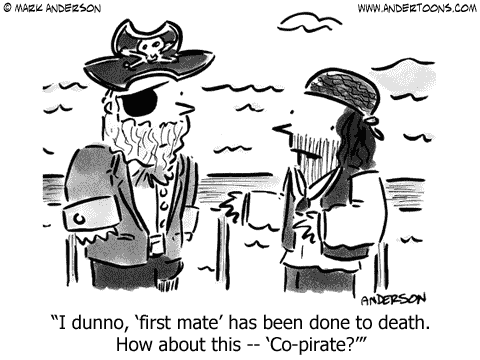 © MARK ANDERSON
WWW.ANDERTOONS.COM
ANDERSON
“I dunno, ‘first mate’ has been done to death.
How about this -- ‘Co-pirate?’”